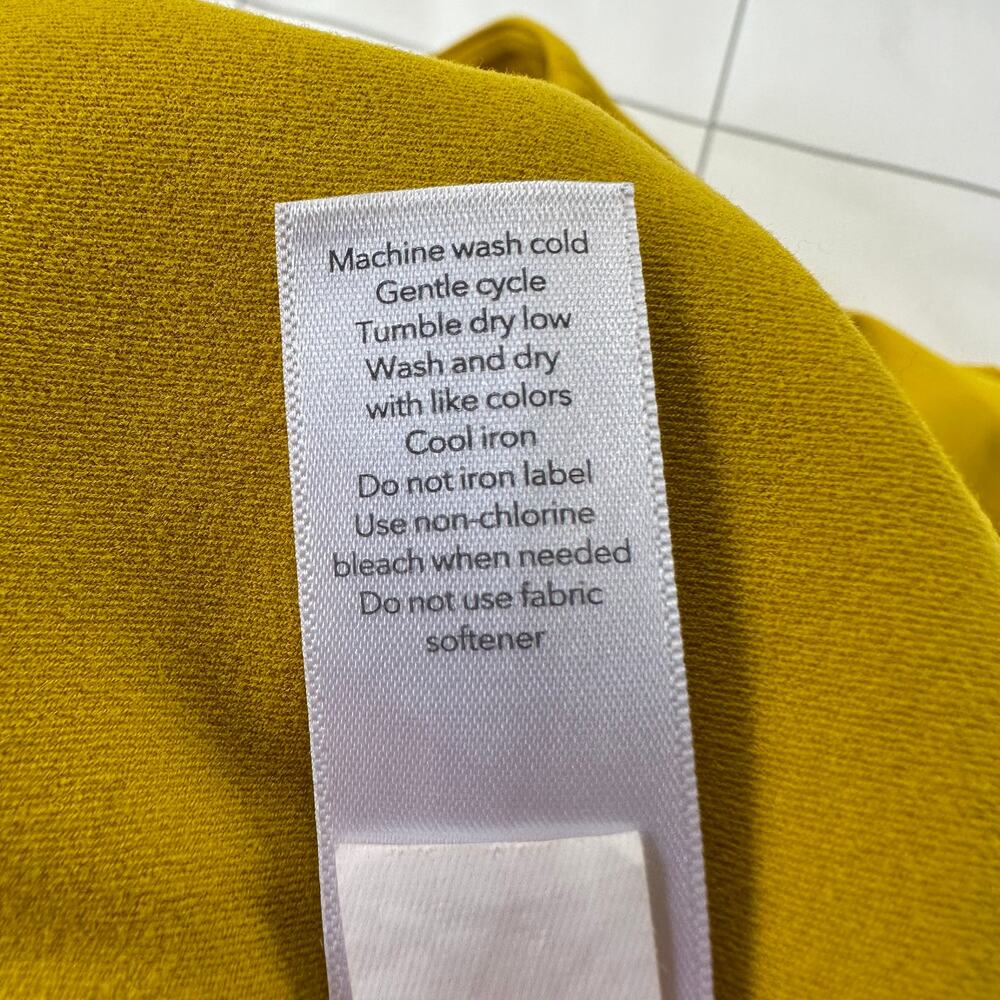 Machine wash cold
Gentle cycle
Tumble dry low
Wash and dry
with like colors
Cool iron
Do not iron label
Use non-chlorine
bleach when needed
Do not use fabric
softener